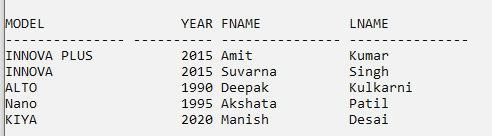 MODEL YEAR FNAME LNAME
--------------- ---------- --------------- ---------------
INNOVA PLUS 2015 Amit Kumar
INNOVA 2015 Suvarna Singh
ALTO 1990 Deepak Kulkarni
Nano 1995 Akshata Patil
KIYA 2020 Manish Desai